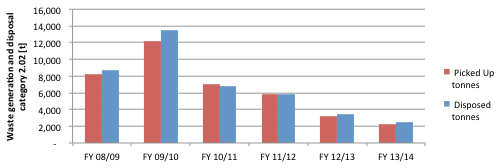 Waste generation and disposal
category 2.02 [t]
16,000
14,000
12,000
10,000
8,000
6,000
4,000
2,000
-
FY 08/09
FY 09/10
FY 10/11
FY 11/12
FY 12/13
FY 13/14
Picked Up
tonnes
Disposed
tonnes